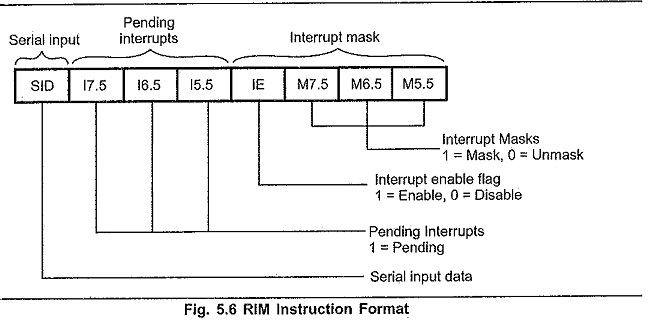 Serial input
Pending
interrupts
Interrupt mask
SID I7.5 I6.5 I5.5 IE M7.5 M6.5 M5.5
Interrupt Masks
1 = Mask, 0 = Unmask
Interrupt enable flag
1 = Enable, 0 = Disable
Pending Interrupts
1 = Pending
Serial input data
Fig. 5.6 RIM Instruction Format